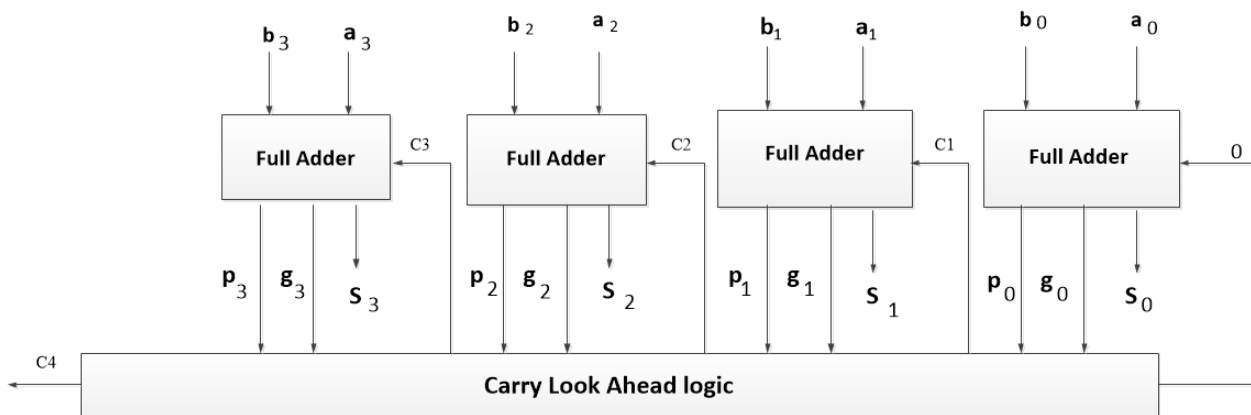 b3 a3 b2 a2 b1 a1 b0 a0
Full Adder C3 Full Adder C2 Full Adder C1 Full Adder 0
p3 g3 S3 p2 g2 S2 p1 g1 S1 p0 g0 S0
C4 Carry Look Ahead logic